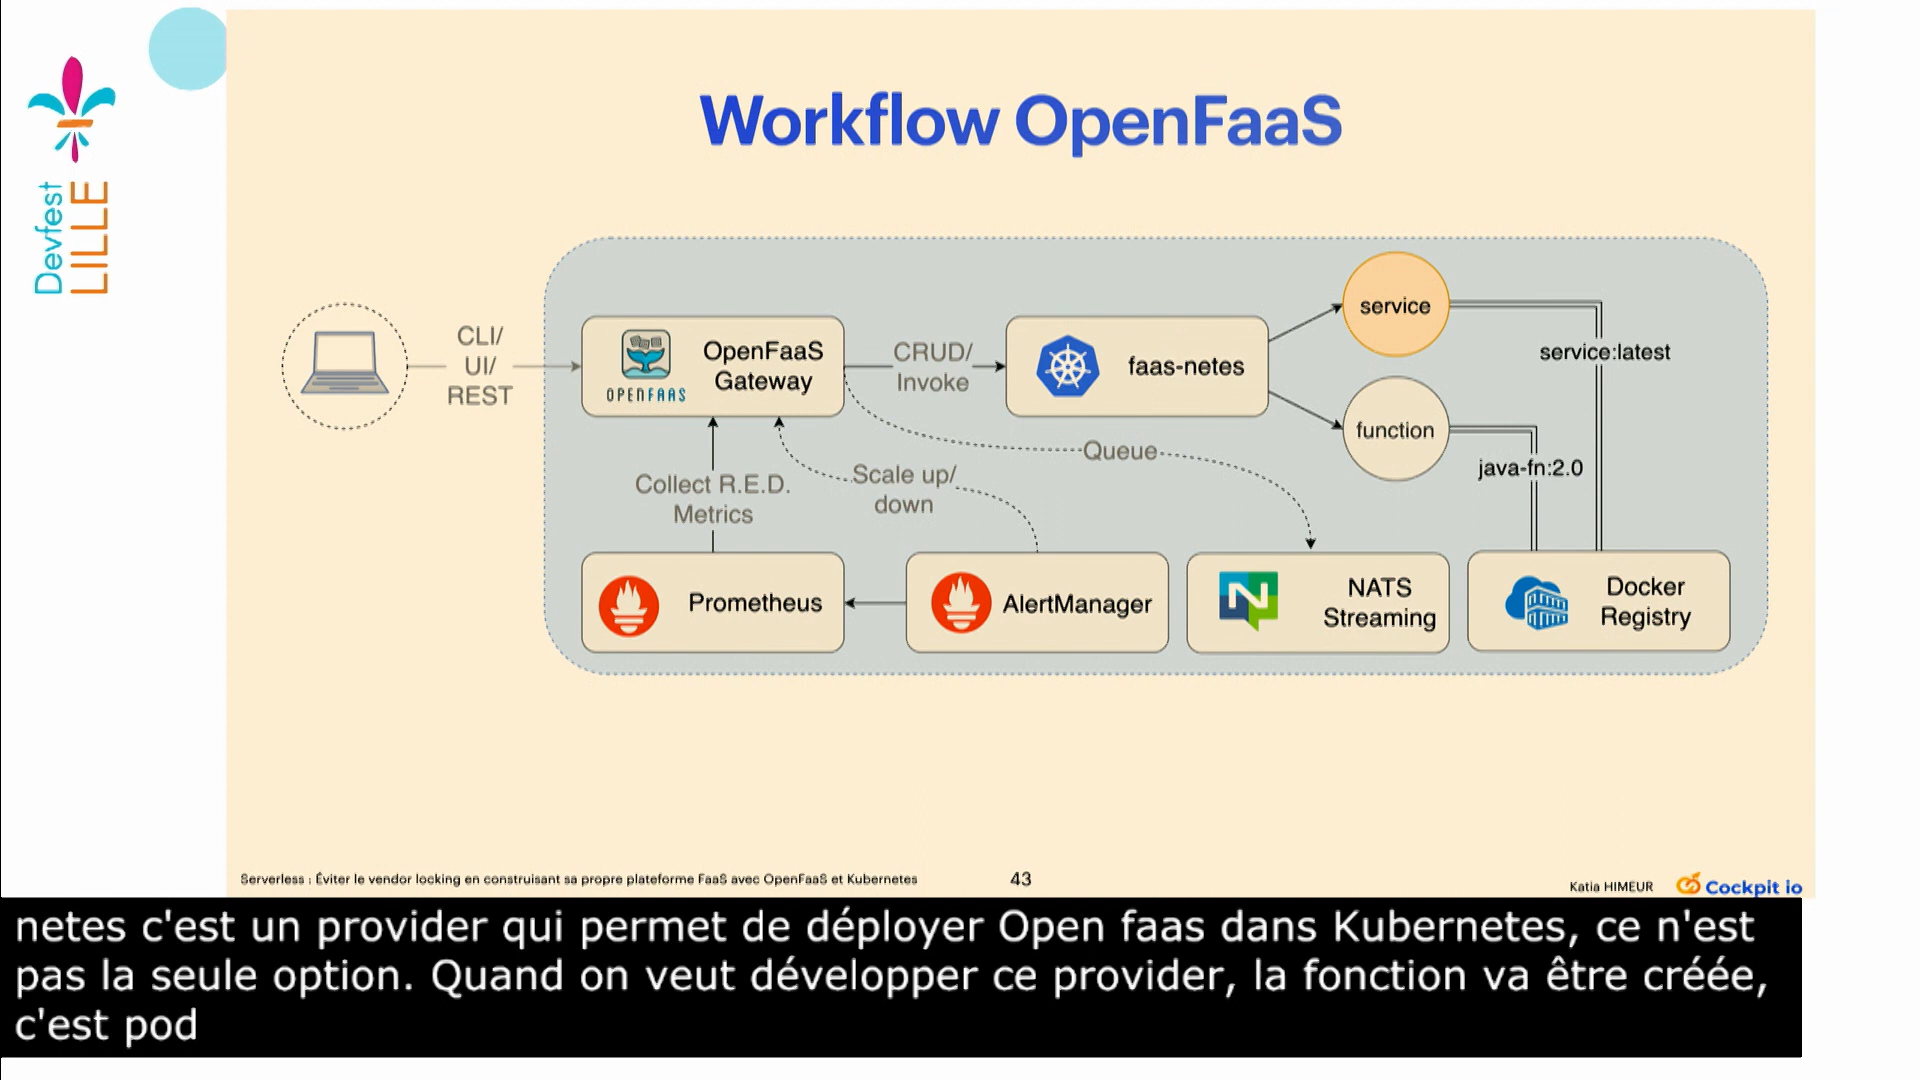 Devfest
LILLE
Workflow OpenFaaS
CLI/
UI/
REST
OPENFAAS
OpenFaaS
Gateway
CRUD/
Invoke
faas-netes
service
service:latest
function
java-fn:2.0
Queue
Scale up/
down
Collect R.E.D.
Metrics
Prometheus
AlertManager
N
NATS
Streaming
Docker
Registry
Serverless : Éviter le vendor locking en construisant sa propre plateforme FaaS avec OpenFaaS et Kubernetes
43
Katia HIMEUR
Cockpit io
netes c'est un provider qui permet de déployer Open faas dans Kubernetes, ce n'est
pas la seule option. Quand on veut développer ce provider, la fonction va être créée,
c'est pod